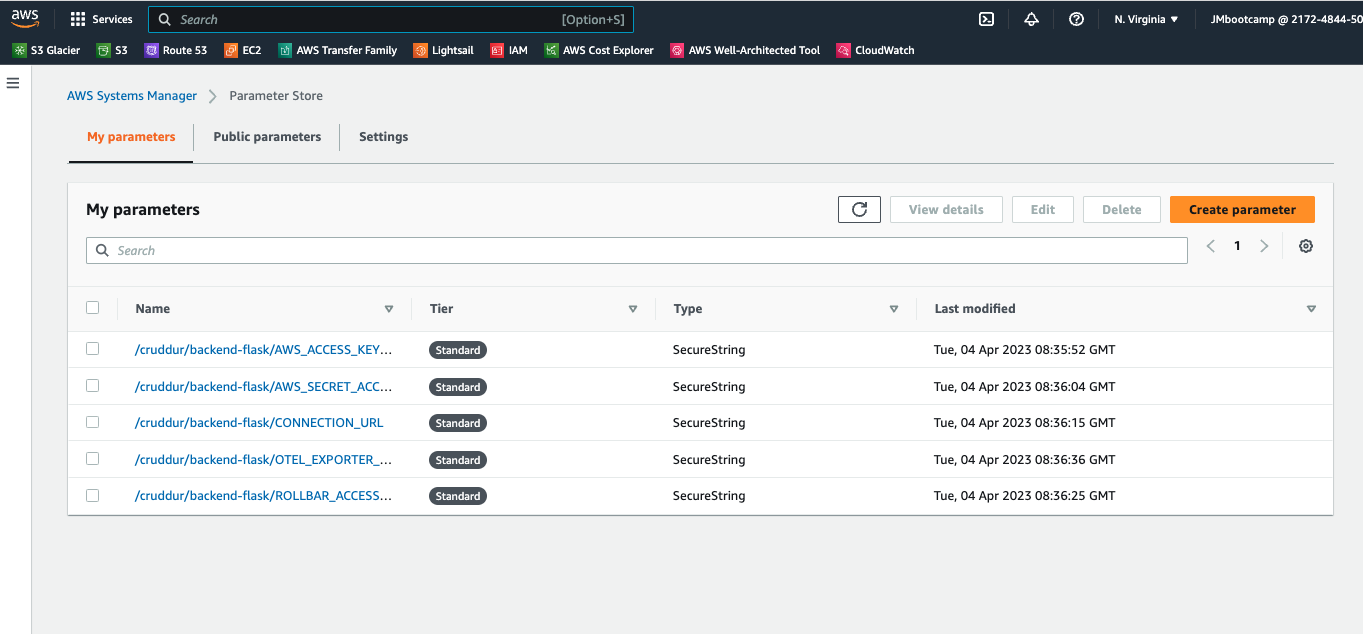 aws Services Search [Option+S] N. Virginia ▼ JMbootcamp @ 2172-4844-50
S3 Glacier S3 Route 53 EC2 AWS Transfer Family Lightsail IAM AWS Cost Explorer AWS Well-Architected Tool CloudWatch
AWS Systems Manager > Parameter Store
My parameters Public parameters Settings
My parameters View details Edit Delete Create parameter
Search < 1 >
Name Tier Type Last modified
/cruddur/backend-flask/AWS_ACCESS_KEY... Standard SecureString Tue, 04 Apr 2023 08:35:52 GMT
/cruddur/backend-flask/AWS_SECRET_ACC... Standard SecureString Tue, 04 Apr 2023 08:36:04 GMT
/cruddur/backend-flask/CONNECTION_URL Standard SecureString Tue, 04 Apr 2023 08:36:15 GMT
/cruddur/backend-flask/OTEL_EXPORTER_... Standard SecureString Tue, 04 Apr 2023 08:36:36 GMT
/cruddur/backend-flask/ROLLBAR_ACCESS... Standard SecureString Tue, 04 Apr 2023 08:36:25 GMT